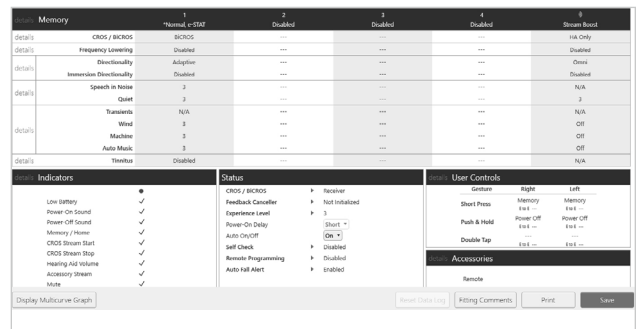 details Memory 1 *Normal, e-STAT 2 Disabled 3 Disabled 4 Disabled Stream Boost
details CROS / BiCROS BiCROS --- --- --- HA Only
details Frequency Lowering Disabled --- --- --- Disabled
details Directionality Adaptive --- --- --- Omni
Immersion Directionality Disabled --- --- --- Disabled
details Speech in Noise 3 --- --- --- N/A
Quiet 3 --- --- --- 3
details Transients N/A --- --- --- N/A
Wind 3 --- --- --- Off
Machine 3 --- --- --- Off
Auto Music 3 --- --- --- Off
details Tinnitus Disabled --- --- --- N/A
details Indicators
Low Battery ✓
Power-On Sound ✓
Power-Off Sound ✓
Memory / Home ✓
CROS Stream Start ✓
CROS Stream Stop ✓
Hearing Aid Volume ✓
Accessory Stream ✓
Mute ✓
Status
CROS / BiCROS Receiver
Feedback Canceller Not Initialized
Experience Level 3
Power-On Delay Short
Auto On/Off On
Self Check Disabled
Remote Programming Disabled
Auto Fall Alert Enabled
details User Controls
Gesture Right Left
Short Press Memory Memory
Push & Hold Power Off Power Off
Double Tap --- ---
details Accessories
Remote
Display Multicurve Graph Reset Data Log Fitting Comments Print Save